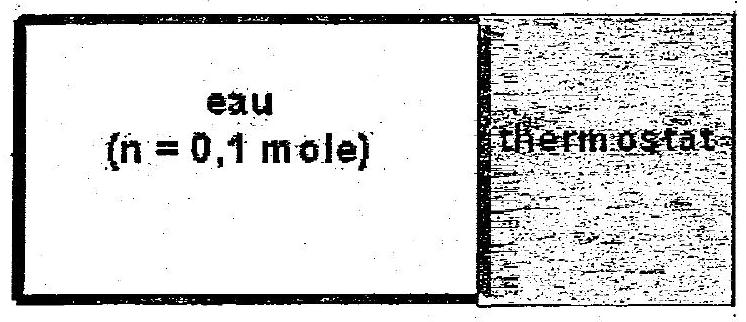 eau
(n = 0,1 mole)
thermostat